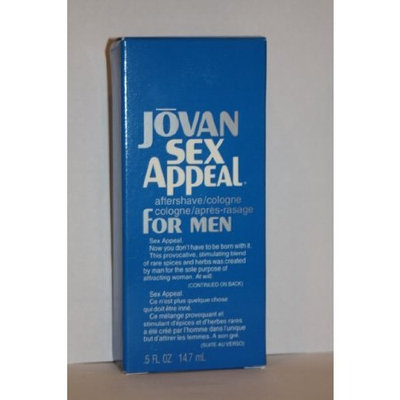 JŌVAN
SEX
APPEAL®
aftershave/cologne
cologne/après-rasage
FOR MEN
Sex Appeal.
Now you don't have to be born with it.
This provocative, stimulating blend
of rare spices and herbs was created
by man for the sole purpose of
attracting woman. At will.
(CONTINUED ON BACK)
Sex Appeal.
Ce n'est plus quelque chose
qui doit être inné.
Ce mélange provoquant et
stimulant d'épices et d'herbes rares
a été créé par l'homme dans l'unique
but d'attirer les femmes. A son gré.
(SUITE AU VERSO)
.5 FL OZ 14.7 mL